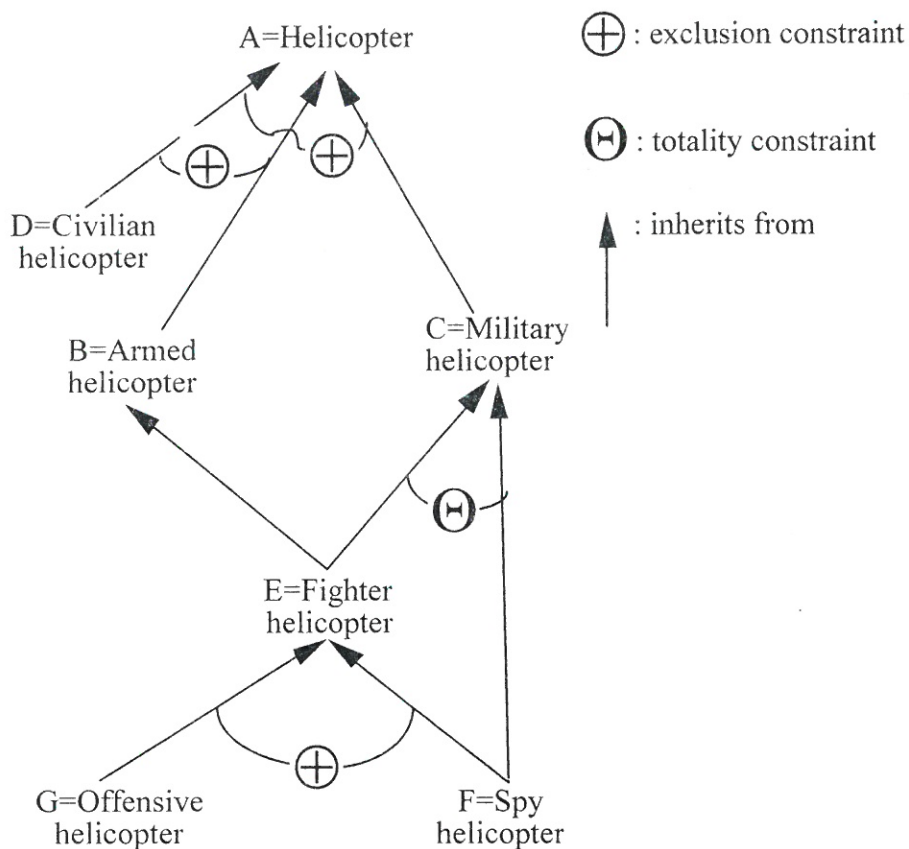 A=Helicopter
: exclusion constraint
: totality constraint
D=Civilian
helicopter
: inherits from
B=Armed
helicopter
C=Military
helicopter
E=Fighter
helicopter
G=Offensive
helicopter
F=Spy
helicopter